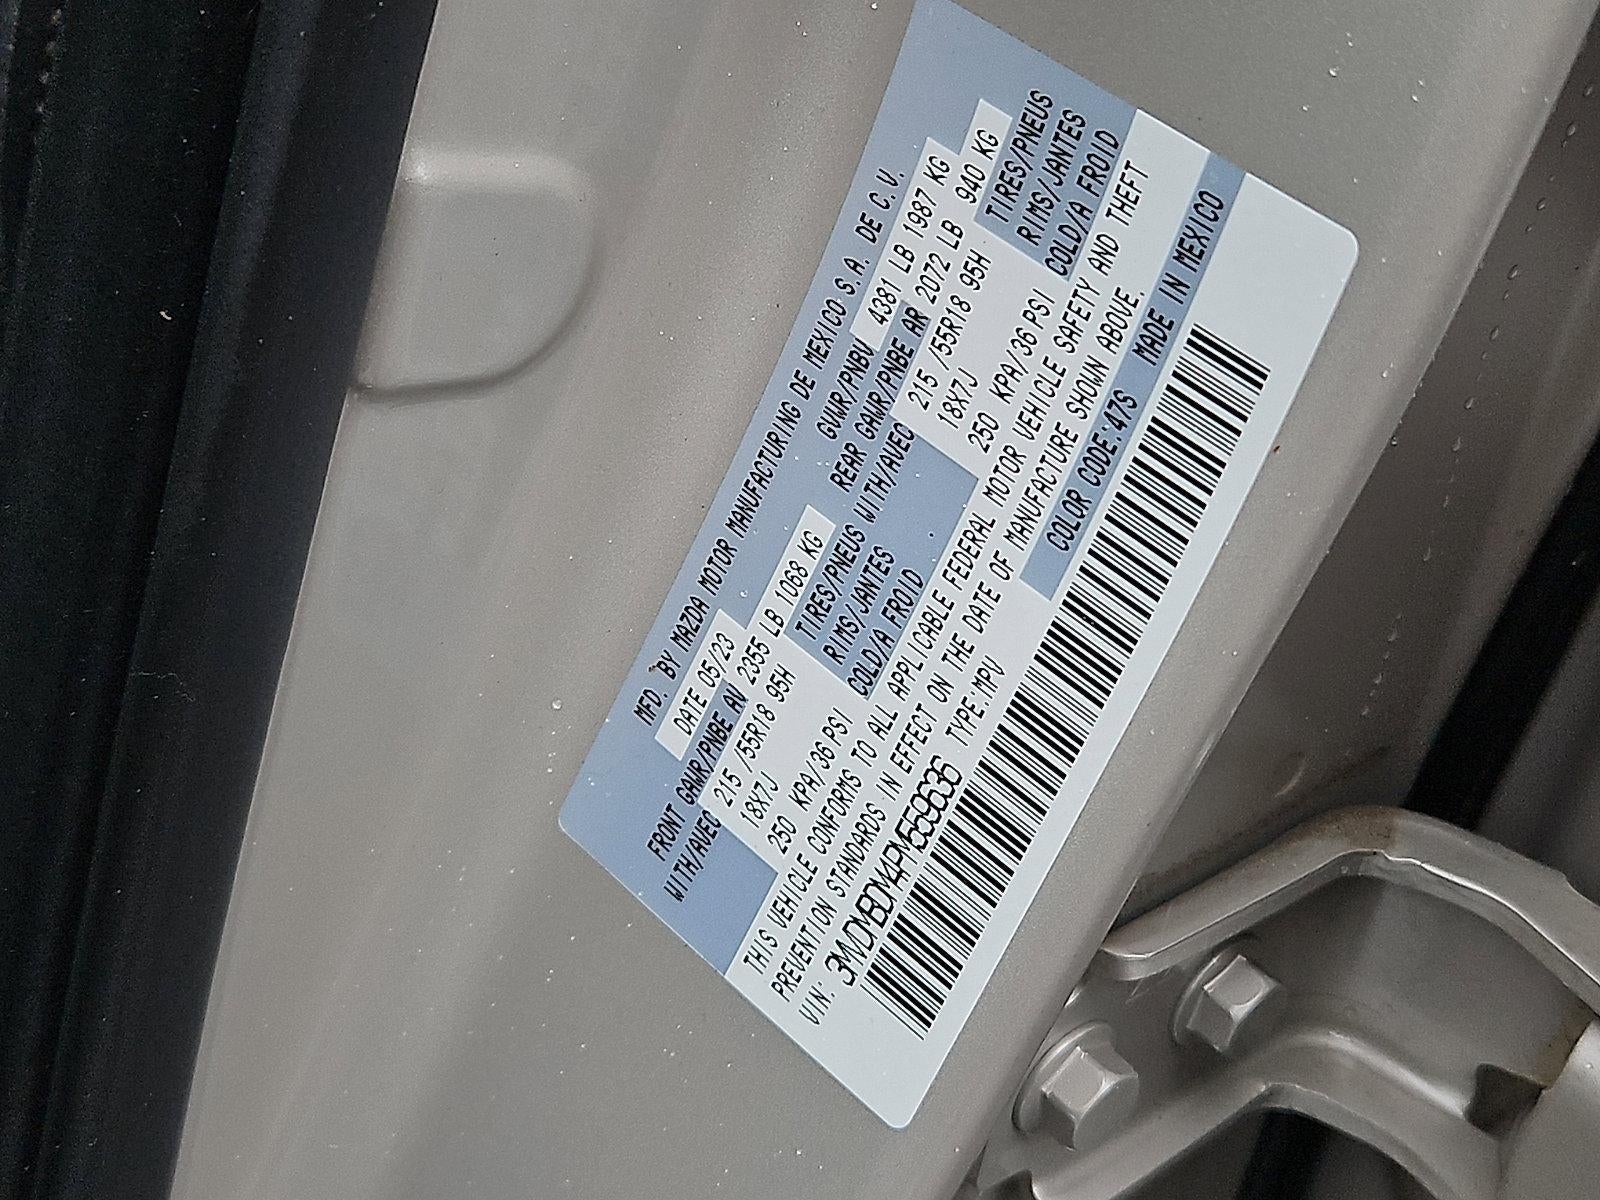 MFD. BY MAZDA MOTOR MANUFACTURING DE MEXICO S.A. DE C.V.
DATE 05/23 GVWR/PNBV 4381 LB 1987 KG
FRONT GAWR/PNBE AV 2355 LB 1068 KG REAR GAWR/PNBE AR 2072 LB 940 KG
WITH/AVEC 215 /55R18 95H TIRES/PNEUS WITH/AVEC 215 /55R18 95H TIRES/PNEUS
18X7J RIMS/JANTES 18X7J RIMS/JANTES
250 KPA/36 PSI COLD/A FROID 250 KPA/36 PSI COLD/A FROID
THIS VEHICLE CONFORMS TO ALL APPLICABLE FEDERAL MOTOR VEHICLE SAFETY AND THEFT
PREVENTION STANDARDS IN EFFECT ON THE DATE OF MANUFACTURE SHOWN ABOVE.
VIN: 3MVDMBDM4PM569636 TYPE:MPV COLOR CODE:47S MADE IN MEXICO